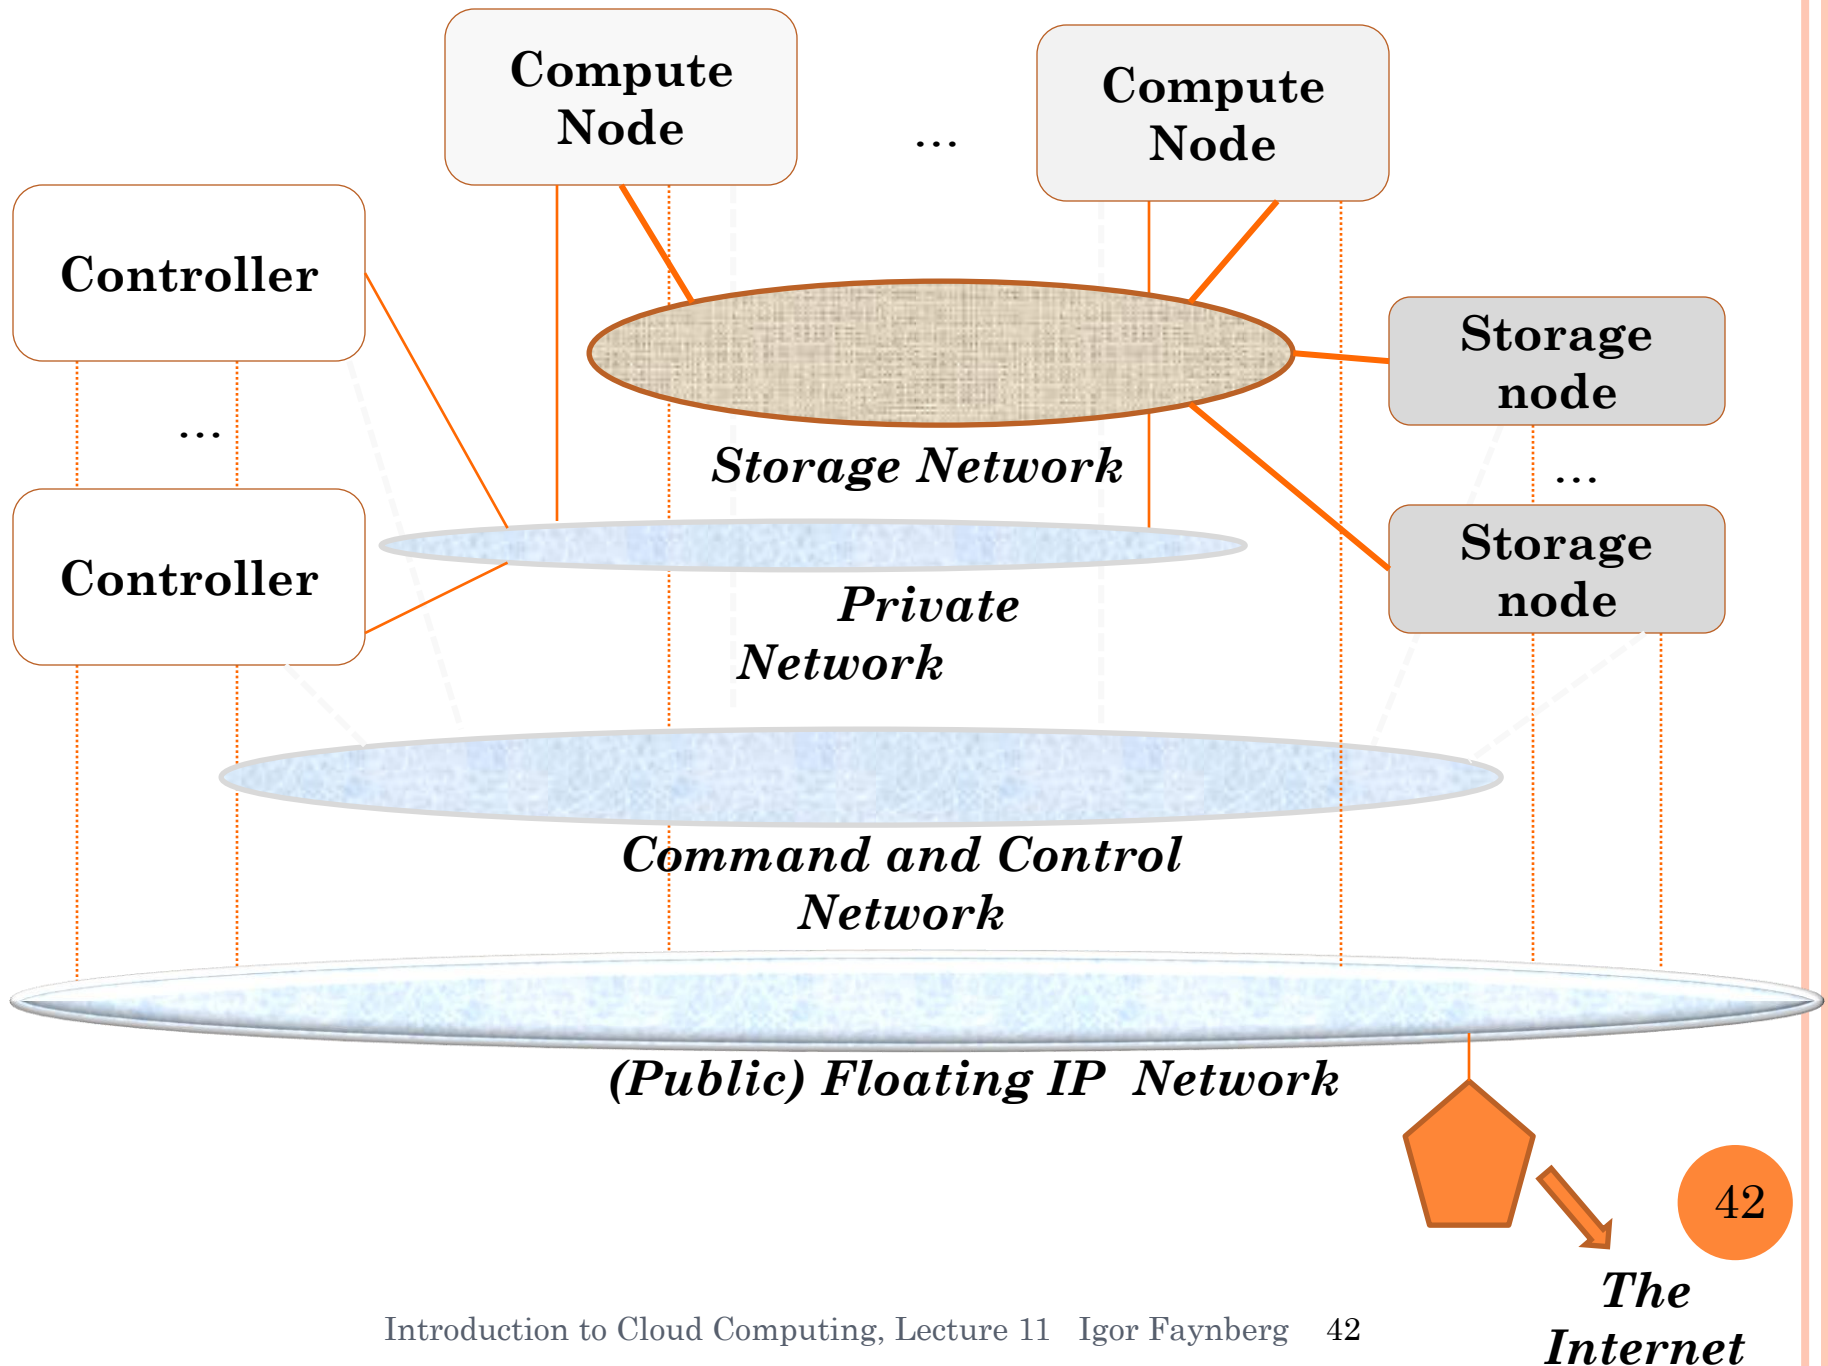 Compute
Node
...
Compute
Node
Controller
...
Controller
Storage
node
...
Storage
node
Storage Network
Private
Network
Command and Control
Network
(Public) Floating IP Network
42
The
Internet
Introduction to Cloud Computing, Lecture 11 Igor Faynberg 42